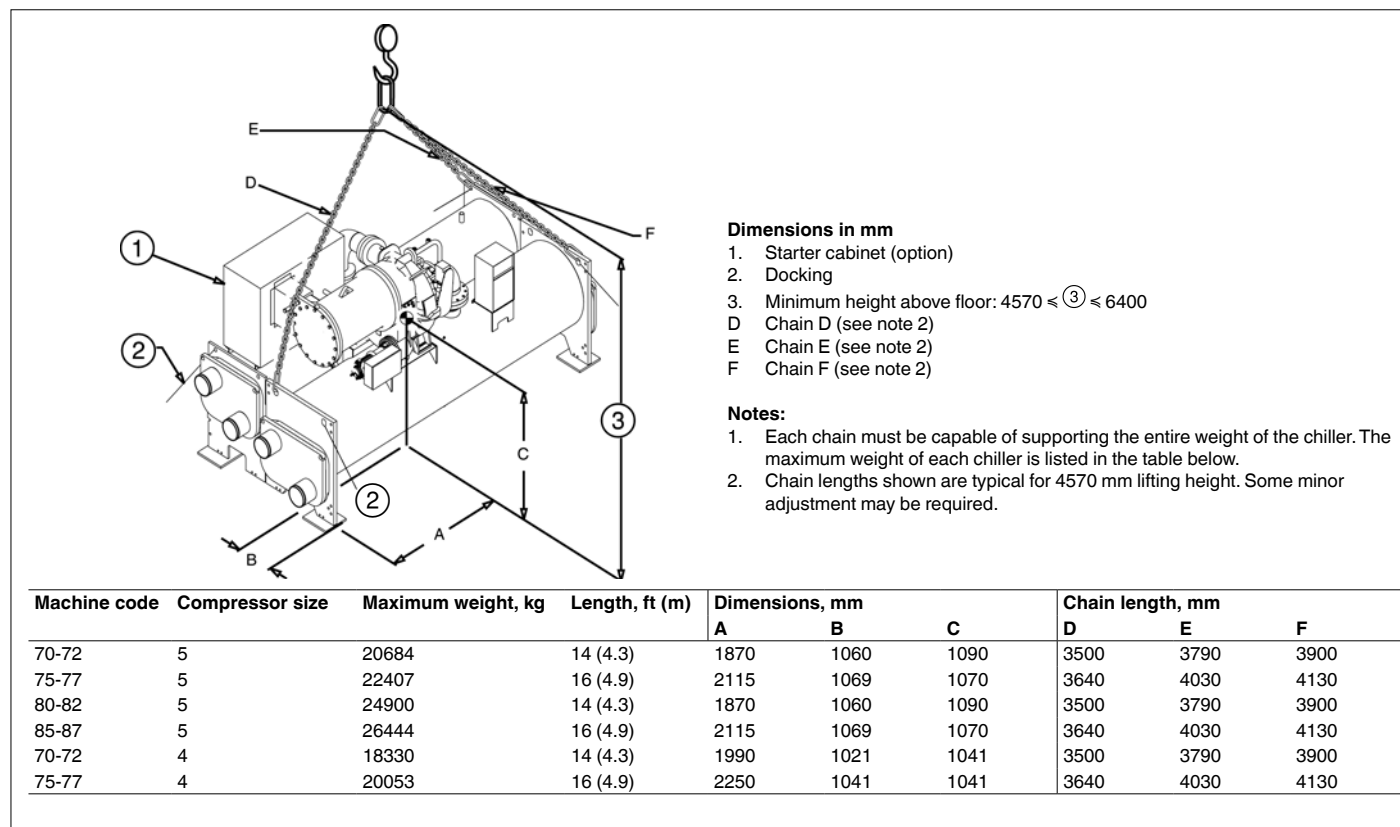 E
D
F
1
2
3
C
2
A
B
Dimensions in mm
1. Starter cabinet (option)
2. Docking
3. Minimum height above floor: 4570 ≤ ③ ≤ 6400
D Chain D (see note 2)
E Chain E (see note 2)
F Chain F (see note 2)
Notes:
1. Each chain must be capable of supporting the entire weight of the chiller. The
maximum weight of each chiller is listed in the table below.
2. Chain lengths shown are typical for 4570 mm lifting height. Some minor
adjustment may be required.
Machine code Compressor size Maximum weight, kg Length, ft (m) Dimensions, mm Chain length, mm
A B C D E F
70-72 5 20684 14 (4.3) 1870 1060 1090 3500 3790 3900
75-77 5 22407 16 (4.9) 2115 1069 1070 3640 4030 4130
80-82 5 24900 14 (4.3) 1870 1060 1090 3500 3790 3900
85-87 5 26444 16 (4.9) 2115 1069 1070 3640 4030 4130
70-72 4 18330 14 (4.3) 1990 1021 1041 3500 3790 3900
75-77 4 20053 16 (4.9) 2250 1041 1041 3640 4030 4130